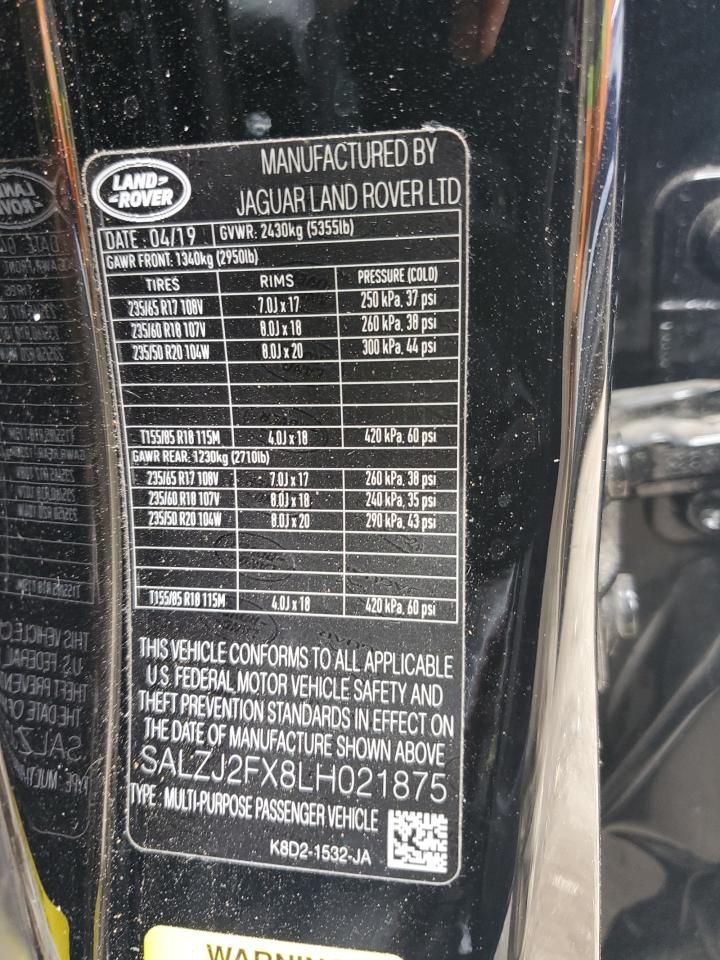 LAND-
ROVER
MANUFACTURED BY
JAGUAR LAND ROVER LTD
DATE : 04/19 GVWR: 2430kg (5355lb)
GAWR FRONT: 1340kg (2950lb)
TIRES RIMS PRESSURE (COLD)
235/65 R17 108V 7.0J x 17 250 kPa, 37 psi
235/60 R18 107V 8.0J x 18 260 kPa, 38 psi
235/50 R20 104W 8.0J x 20 300 kPa, 44 psi
T155/85 R18 115M 4.0J x 18 420 kPa, 60 psi
GAWR REAR: 1230kg (2710lb)
235/65 R17 108V 7.0J x 17 260 kPa, 38 psi
235/60 R18 107V 8.0J x 18 240 kPa, 35 psi
235/50 R20 104W 8.0J x 20 290 kPa, 43 psi
T155/85 R18 115M 4.0J x 18 420 kPa, 60 psi
THIS VEHICLE CONFORMS TO ALL APPLICABLE
U.S. FEDERAL MOTOR VEHICLE SAFETY AND
THEFT PREVENTION STANDARDS IN EFFECT ON
THE DATE OF MANUFACTURE SHOWN ABOVE
SALZJ2FX8LH021875
TYPE : MULTI-PURPOSE PASSENGER VEHICLE
K8D2-1532-JA